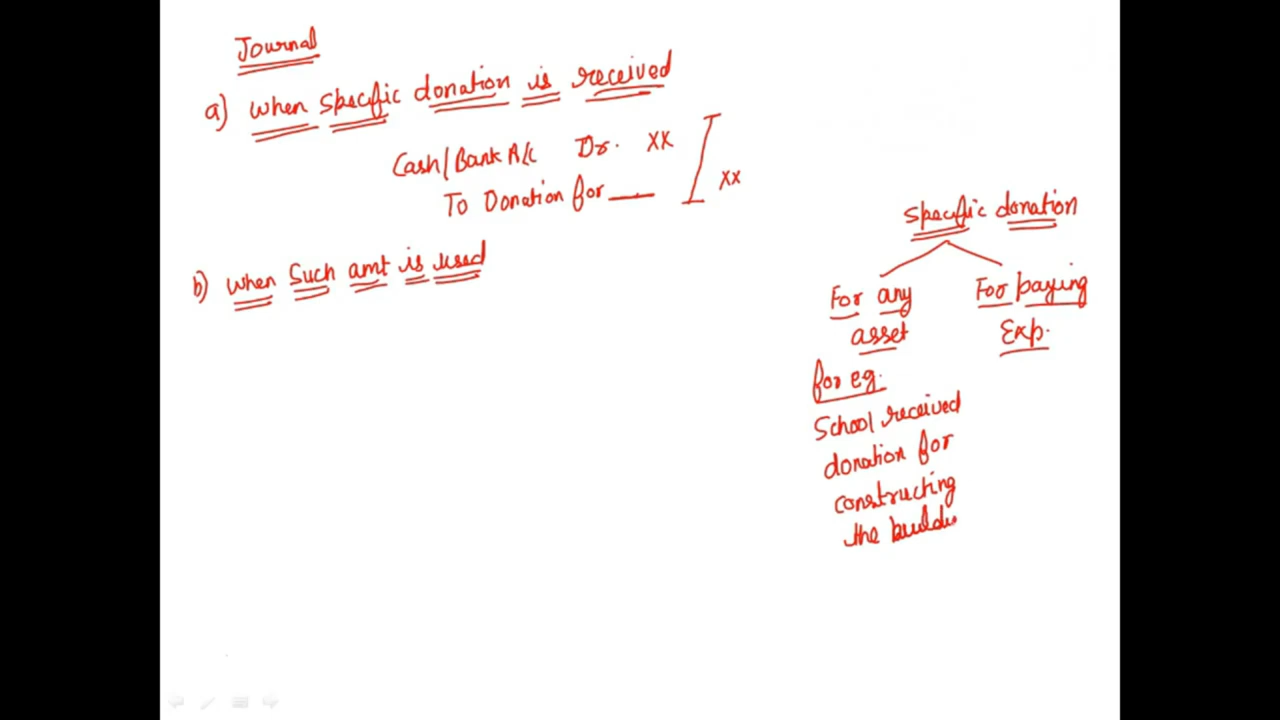 Journal
a) when specific donation is received
Cash/Bank A/c Dr. XX
To Donation for ___ XX
b) when Such amt is used
Specific donation
For any asset
For paying Exp.
for eg.
School received
donation for
constructing
the